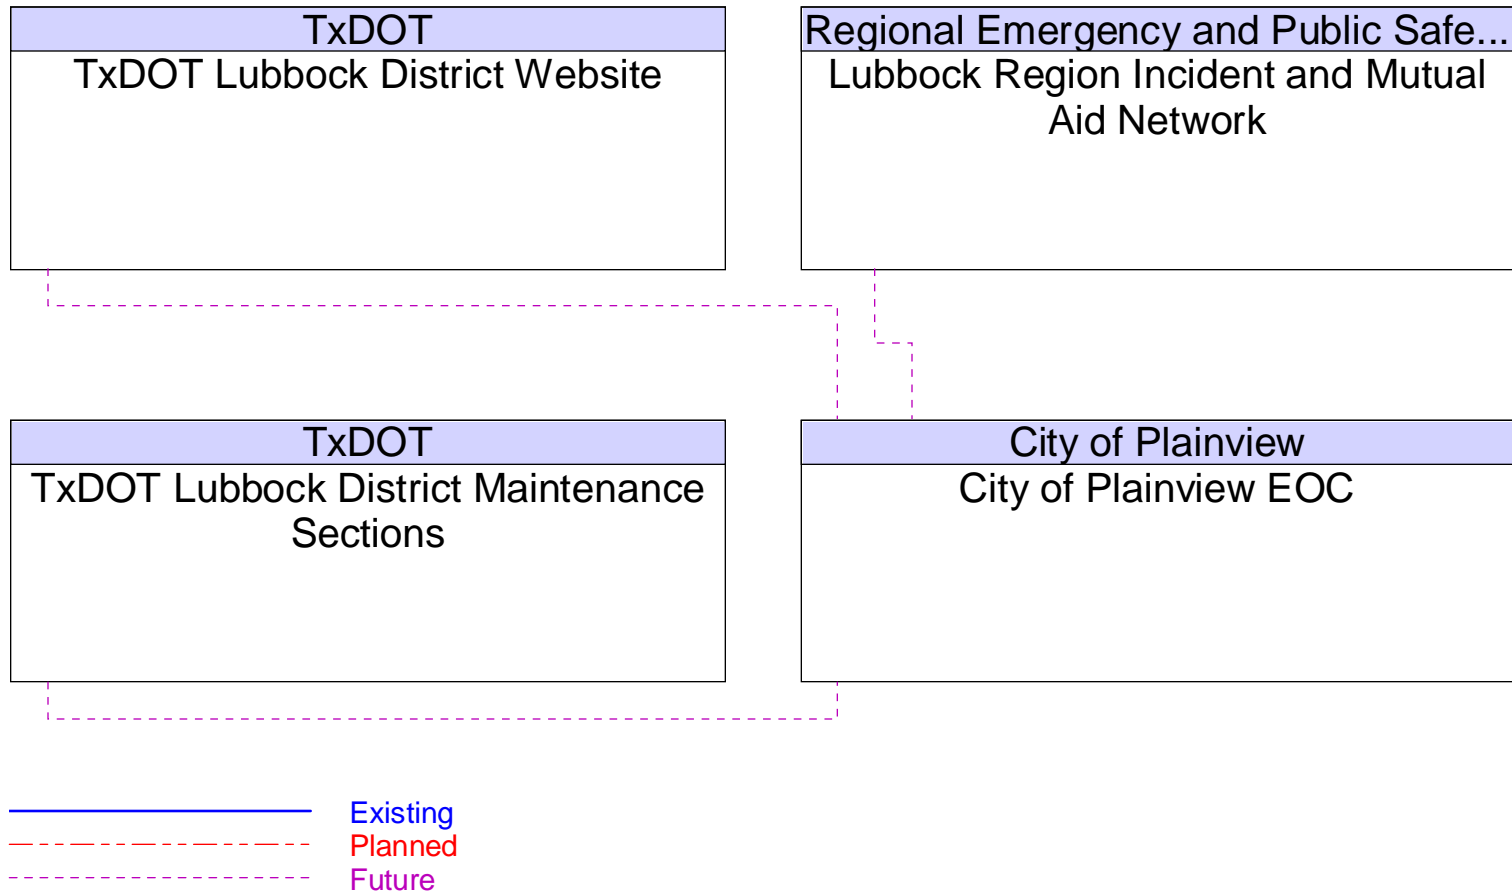 TxDOT
TxDOT Lubbock District Website
Regional Emergency and Public Safe...
Lubbock Region Incident and Mutual
Aid Network
TxDOT
TxDOT Lubbock District Maintenance
Sections
City of Plainview
City of Plainview EOC
Existing
Planned
Future